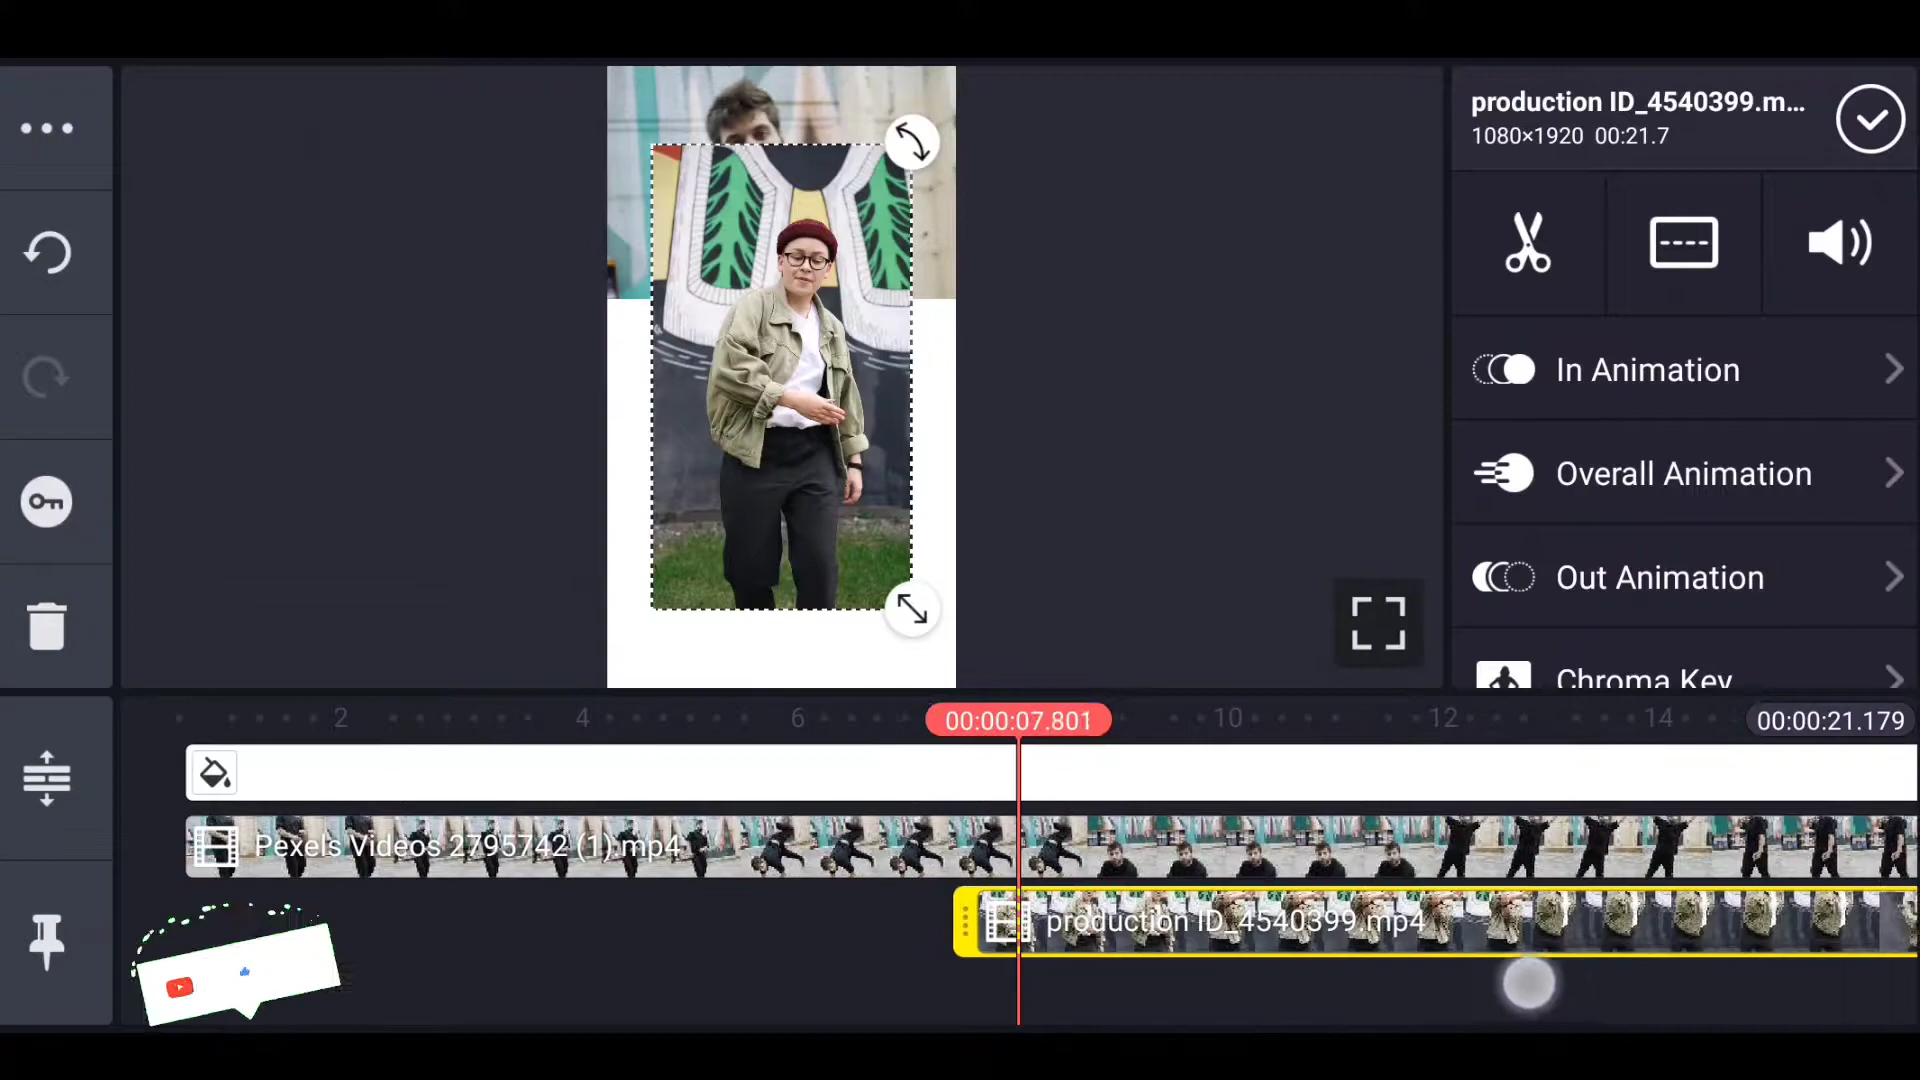 production ID_4540399.m...
1080×1920 00:21.7
In Animation
Overall Animation
Out Animation
Chroma Key
2
4
6
00:00:07.801
10
12
14
00:00:21.179
Pexels Videos 2795742 (1).mp4
production ID_4540399.mp4